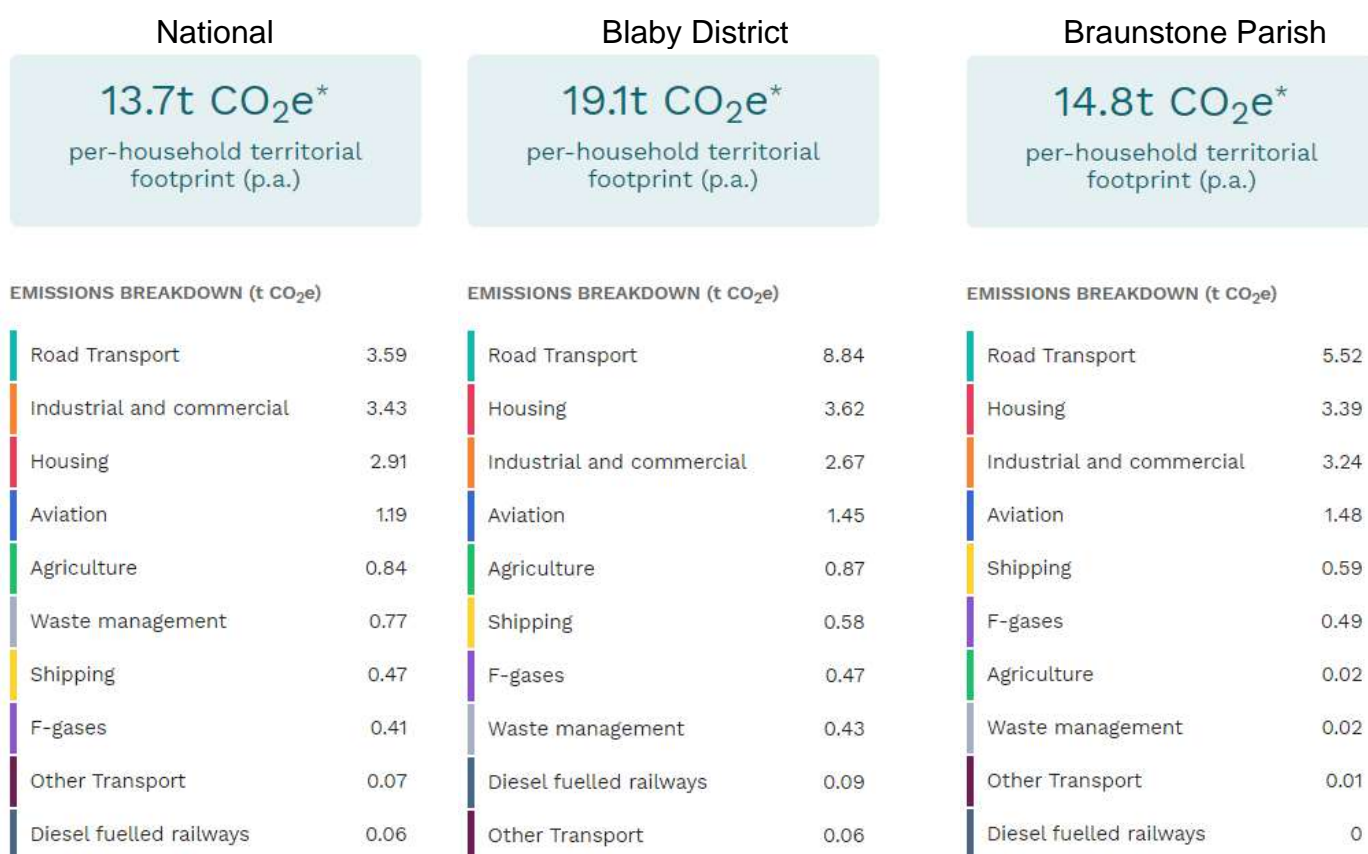 National
13.7t CO₂e*
per-household territorial
footprint (p.a.)
EMISSIONS BREAKDOWN (t CO₂e)
Road Transport 3.59
Industrial and commercial 3.43
Housing 2.91
Aviation 1.19
Agriculture 0.84
Waste management 0.77
Shipping 0.47
F-gases 0.41
Other Transport 0.07
Diesel fuelled railways 0.06
Blaby District
19.1t CO₂e*
per-household territorial
footprint (p.a.)
EMISSIONS BREAKDOWN (t CO₂e)
Road Transport 8.84
Housing 3.62
Industrial and commercial 2.67
Aviation 1.45
Agriculture 0.87
Shipping 0.58
F-gases 0.47
Waste management 0.43
Diesel fuelled railways 0.09
Other Transport 0.06
Braunstone Parish
14.8t CO₂e*
per-household territorial
footprint (p.a.)
EMISSIONS BREAKDOWN (t CO₂e)
Road Transport 5.52
Housing 3.39
Industrial and commercial 3.24
Aviation 1.48
Shipping 0.59
F-gases 0.49
Agriculture 0.02
Waste management 0.02
Other Transport 0.01
Diesel fuelled railways 0